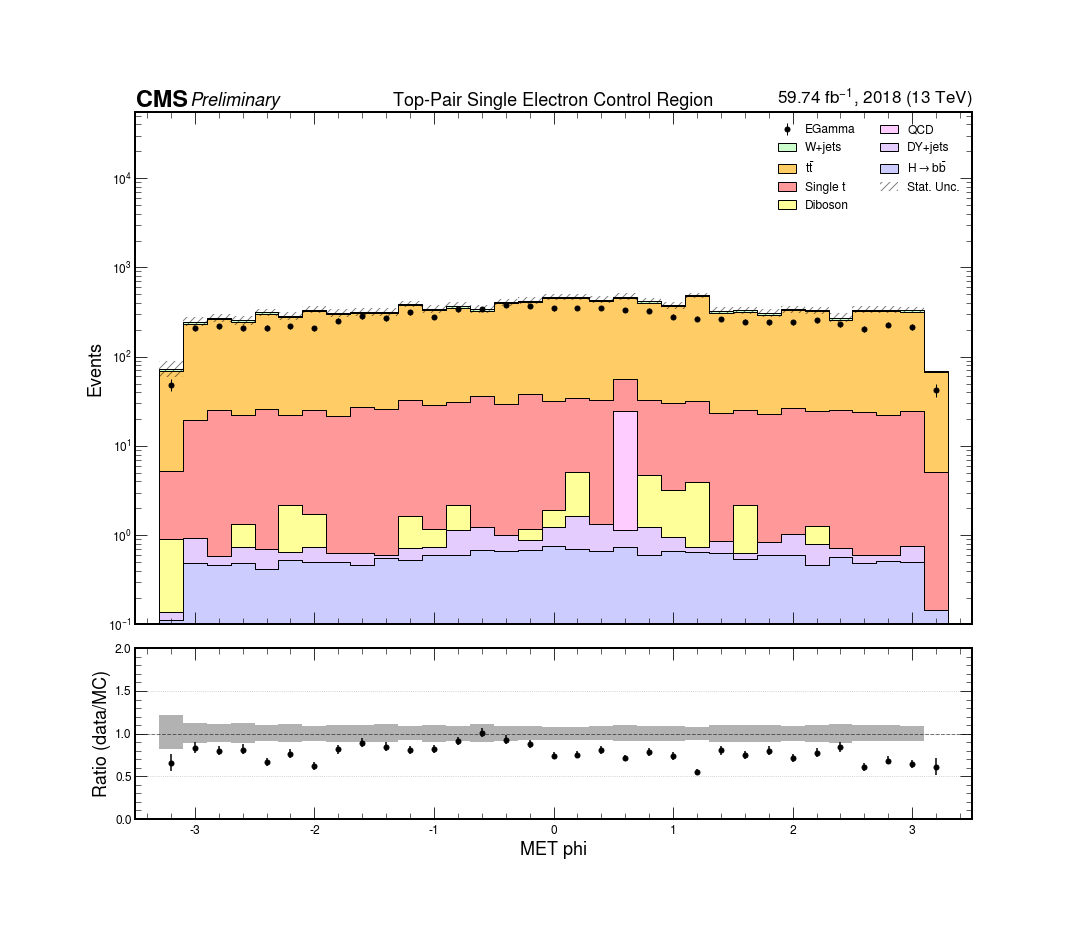 CMS Preliminary Top-Pair Single Electron Control Region 59.74 fb⁻¹, 2018 (13 TeV)
EGamma QCD
W+jets DY+jets
tt̄ Single t H→bb̄
Diboson Stat. Unc.
10⁴
10³
10²
10¹
10⁰
10⁻¹
Events
2.0
1.5
1.0
0.5
0.0
Ratio (data/MC)
-3 -2 -1 0 1 2 3
MET phi